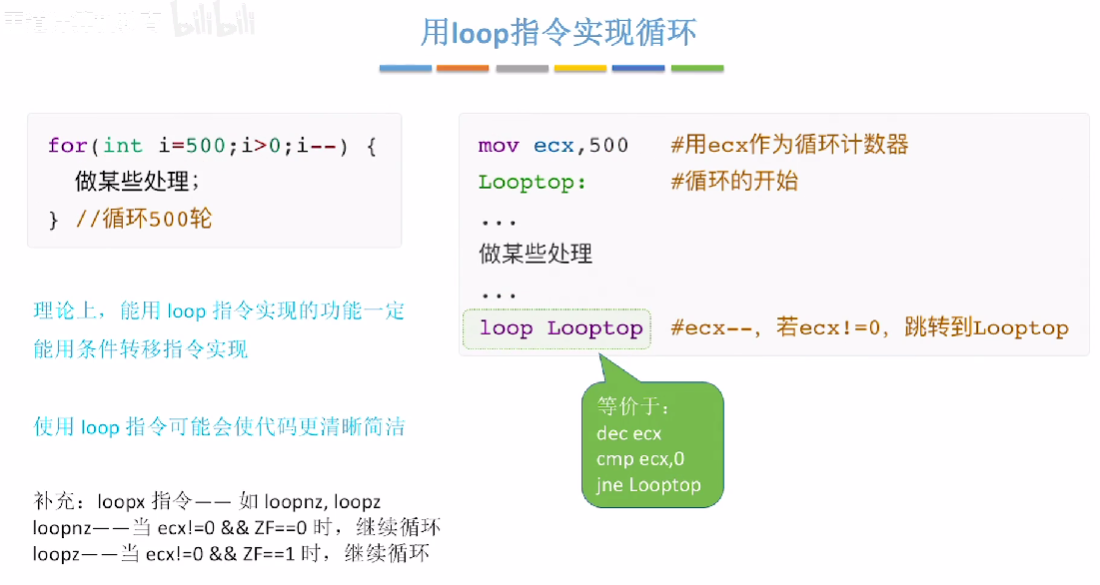 bilibili
用loop指令实现循环
for(int i=500;i>0;i--) {
做某些处理;
} //循环500轮
mov ecx,500 #用ecx作为循环计数器
Looptop: #循环的开始
...
做某些处理
...
loop Looptop #ecx--，若ecx!=0，跳转到Looptop
等价于：
dec ecx
cmp ecx,0
jne Looptop
理论上，能用 loop 指令实现的功能一定
能用条件转移指令实现
使用 loop 指令可能会使代码更清晰简洁
补充：loopx 指令—— 如 loopnz, loopz
loopnz——当 ecx!=0 && ZF==0 时，继续循环
loopz——当 ecx!=0 && ZF==1 时，继续循环